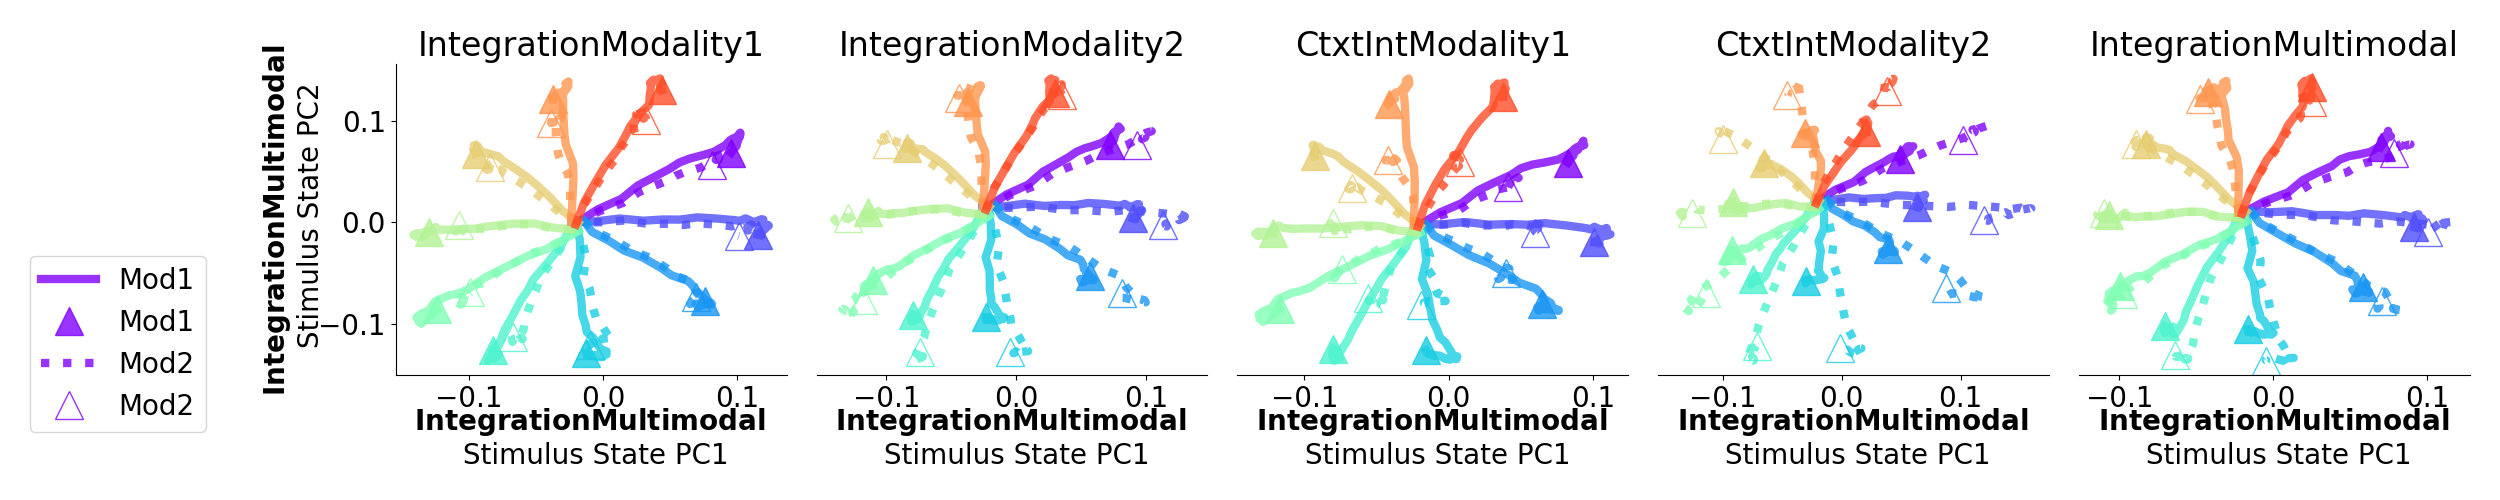 IntegrationModality1
IntegrationModality2
CtxtIntModality1
CtxtIntModality2
IntegrationMultimodal
IntegrationMultimodal
Stimulus State PC2
0.1
0.0
−0.1
Mod1
Mod1
Mod2
Mod2
−0.1 0.0 0.1
−0.1 0.0 0.1
−0.1 0.0 0.1
−0.1 0.0 0.1
−0.1 0.0 0.1
IntegrationMultimodal
Stimulus State PC1
IntegrationMultimodal
Stimulus State PC1
IntegrationMultimodal
Stimulus State PC1
IntegrationMultimodal
Stimulus State PC1
IntegrationMultimodal
Stimulus State PC1